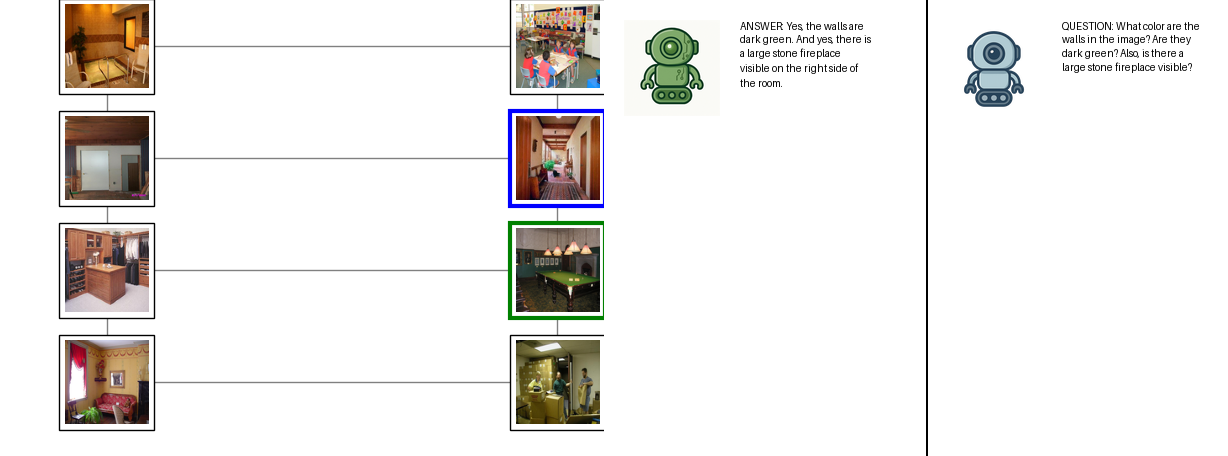 ANSWER: Yes, the walls are
dark green. And yes, there is
a large stone fireplace
visible on the right side of
the room.
QUESTION: What color are the
walls in the image? Are they
dark green? Also, is there a
large stone fireplace visible?